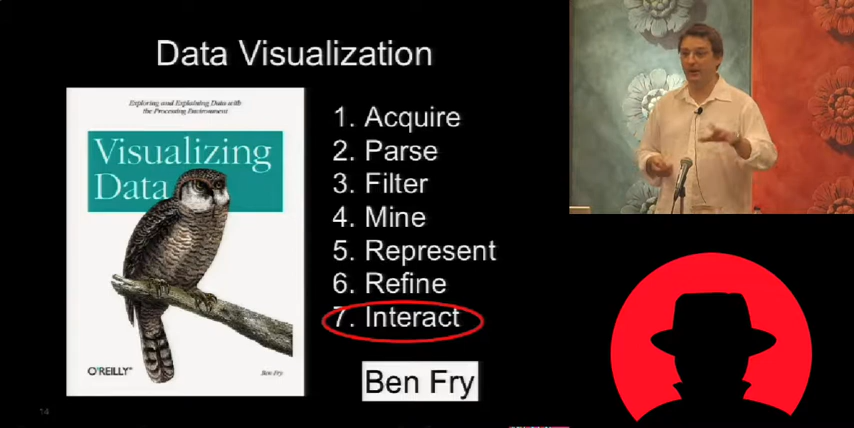 Data Visualization
Exploring and Explaining Data with
the Processing Environment
Visualizing
Data
O'REILLY™
Ben Fry
1. Acquire
2. Parse
3. Filter
4. Mine
5. Represent
6. Refine
7. Interact
Ben Fry
14